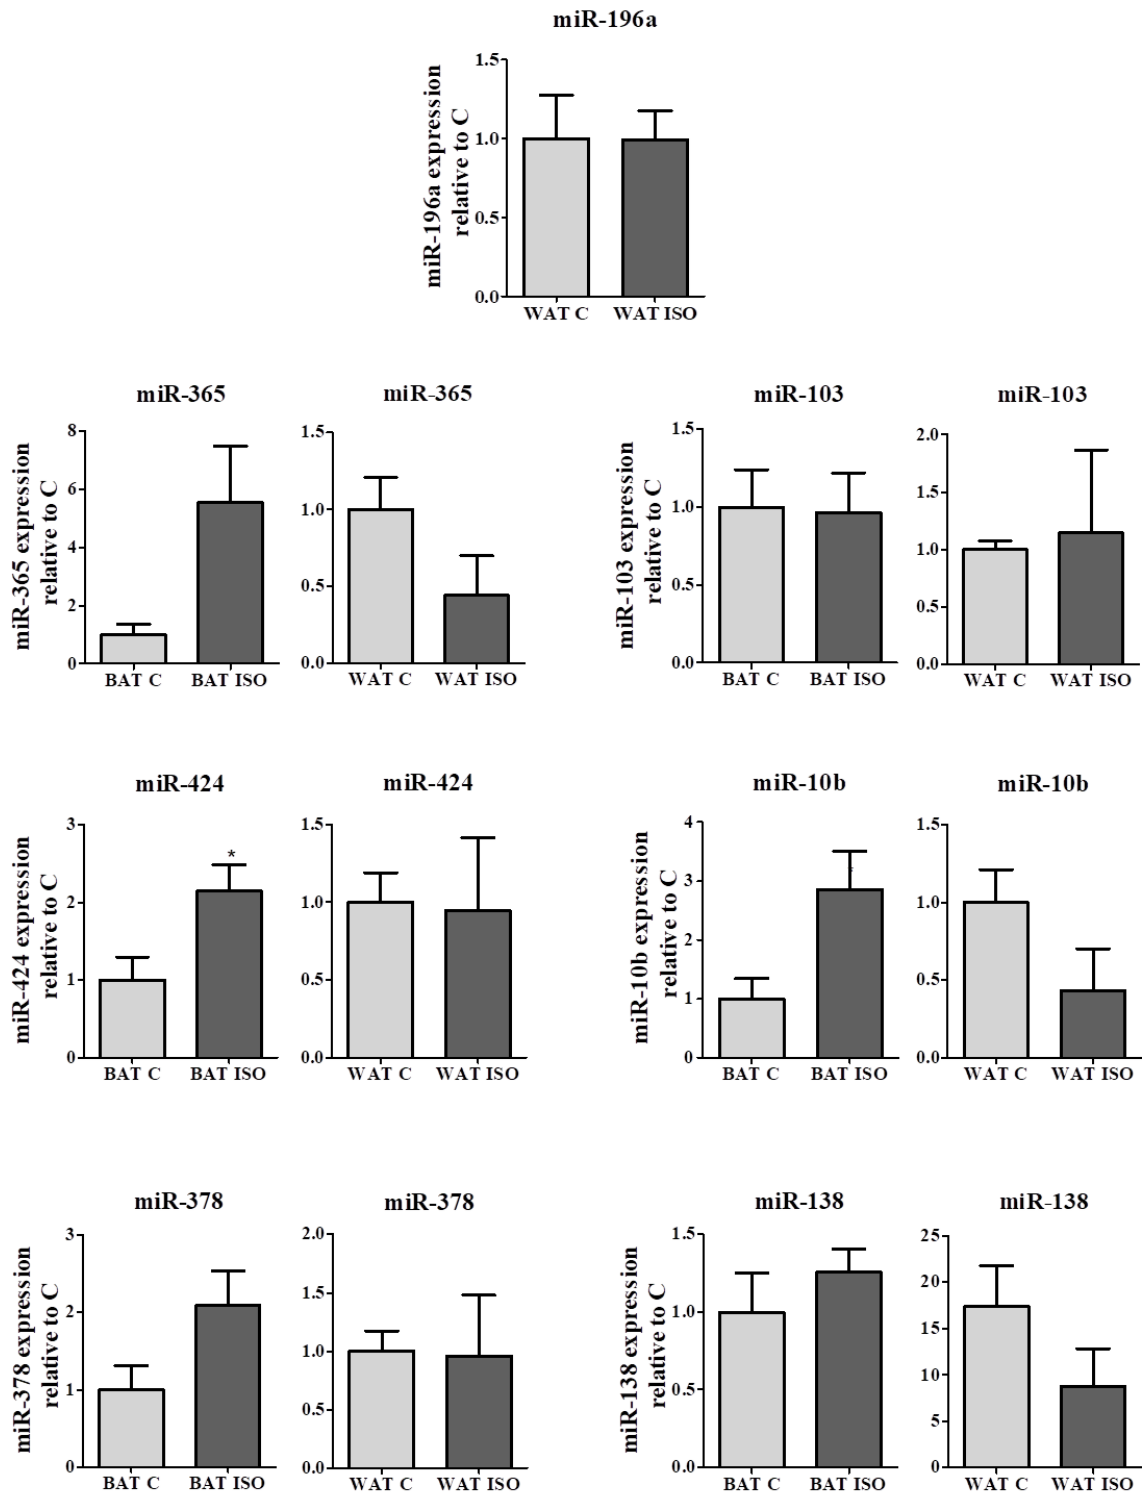 miR-196a
miR-196a expression
relative to C
1.5
1.0
0.5
0.0
WAT C WAT ISO
miR-365
miR-365 expression
relative to C
8
6
4
2
0
BAT C BAT ISO
miR-365
1.5
1.0
0.5
0.0
WAT C WAT ISO
miR-103
miR-103 expression
relative to C
1.5
1.0
0.5
0.0
BAT C BAT ISO
miR-103
2.0
1.5
1.0
0.5
0.0
WAT C WAT ISO
miR-424
miR-424 expression
relative to C
3
2
1
0
*
BAT C BAT ISO
miR-424
1.5
1.0
0.5
0.0
WAT C WAT ISO
miR-10b
miR-10b expression
relative to C
4
3
2
1
0
BAT C BAT ISO
miR-10b
1.5
1.0
0.5
0.0
WAT C WAT ISO
miR-378
miR-378 expression
relative to C
3
2
1
0
BAT C BAT ISO
miR-378
2.0
1.5
1.0
0.5
0.0
WAT C WAT ISO
miR-138
miR-138 expression
relative to C
1.5
1.0
0.5
0.0
BAT C BAT ISO
miR-138
25
20
15
10
5
0
WAT C WAT ISO